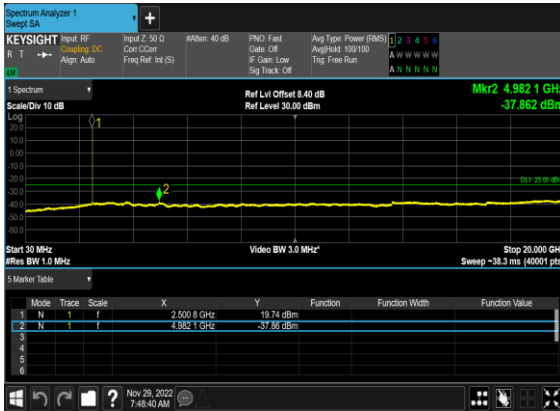 Spectrum Analyzer 1
Swept SA
+
KEYSIGHT
R T
Input: RF
Coupling: DC
Align: Auto
Input Z: 50 Ω
Corr CCorr
Freq Ref: Int (S)
#Atten: 40 dB
PNO: Fast
Gate: Off
IF Gain: Low
Sig Track: Off
Avg Type: Power (RMS)
Avg|Hold: 100/100
Trig: Free Run
1 2 3 4 5 6
A W W W W W
A N N N N N
1 Spectrum
Scale/Div 10 dB
Ref Lvl Offset 8.40 dB
Ref Level 30.00 dBm
Mkr2 4.982 1 GHz
-37.862 dBm
Log
20.0
10.0
0.00
-10.0
-20.0
-30.0
-40.0
-50.0
-60.0
1
2
DL1 -25.00 dBm
Start 30 MHz
#Res BW 1.0 MHz
Video BW 3.0 MHz*
Stop 20.000 GHz
Sweep ~38.3 ms (40001 pts)
5 Marker Table
Mode Trace Scale X Y Function Function Width Function Value
1 N 1 f 2.500 8 GHz 19.74 dBm
2 N 1 f 4.982 1 GHz -37.86 dBm
3
4
5
6
?
Nov 29, 2022
7:48:40 AM